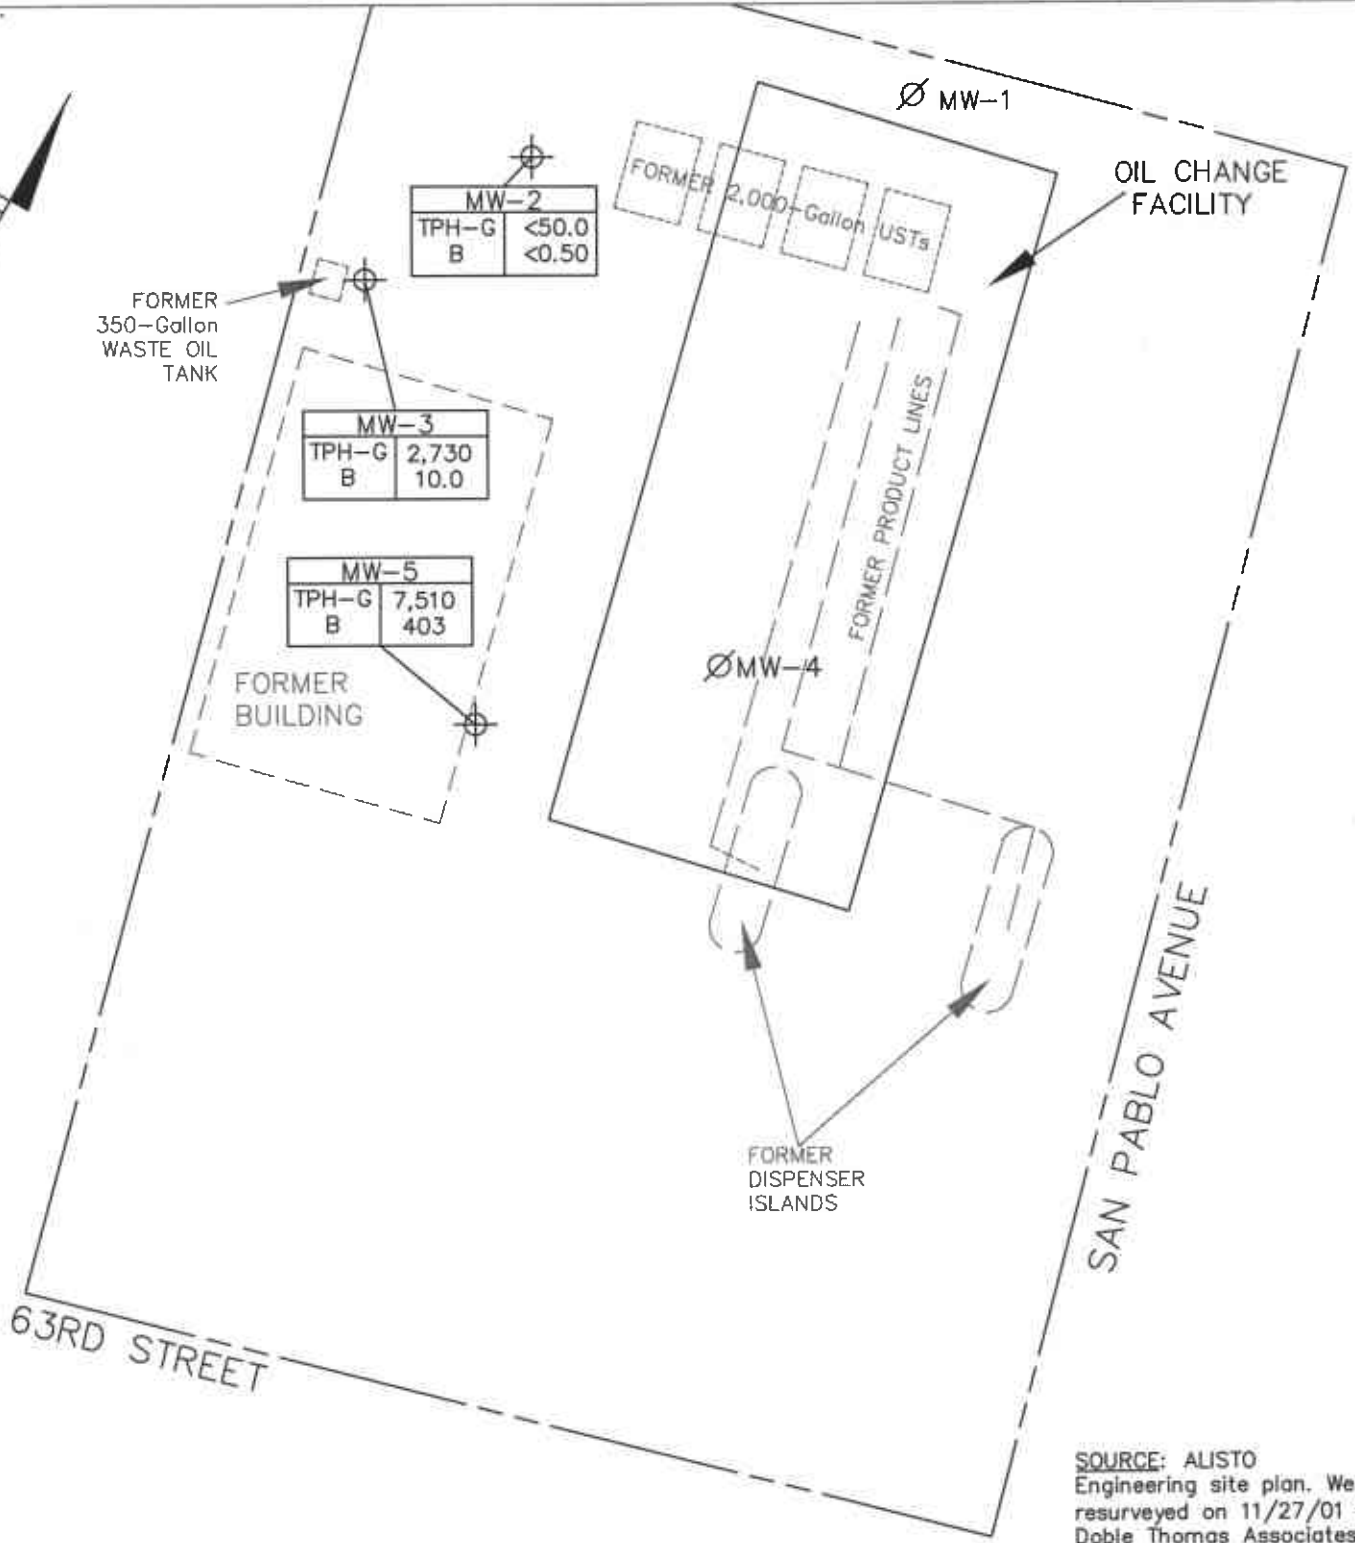 Ø MW-1
OIL CHANGE
FACILITY
FORMER 2,000-Gallon USTs
MW-2
TPH-G <50.0
B <0.50
FORMER
350-Gallon
WASTE OIL
TANK
MW-3
TPH-G 2,730
B 10.0
FORMER PRODUCT LINES
MW-5
TPH-G 7,510
B 403
ØMW-4
FORMER
BUILDING
SAN PABLO AVENUE
FORMER
DISPENSER
ISLANDS
63RD STREET
SOURCE: ALISTO
Engineering site plan. We
resurveyed on 11/27/01
Doble Thomas Associates